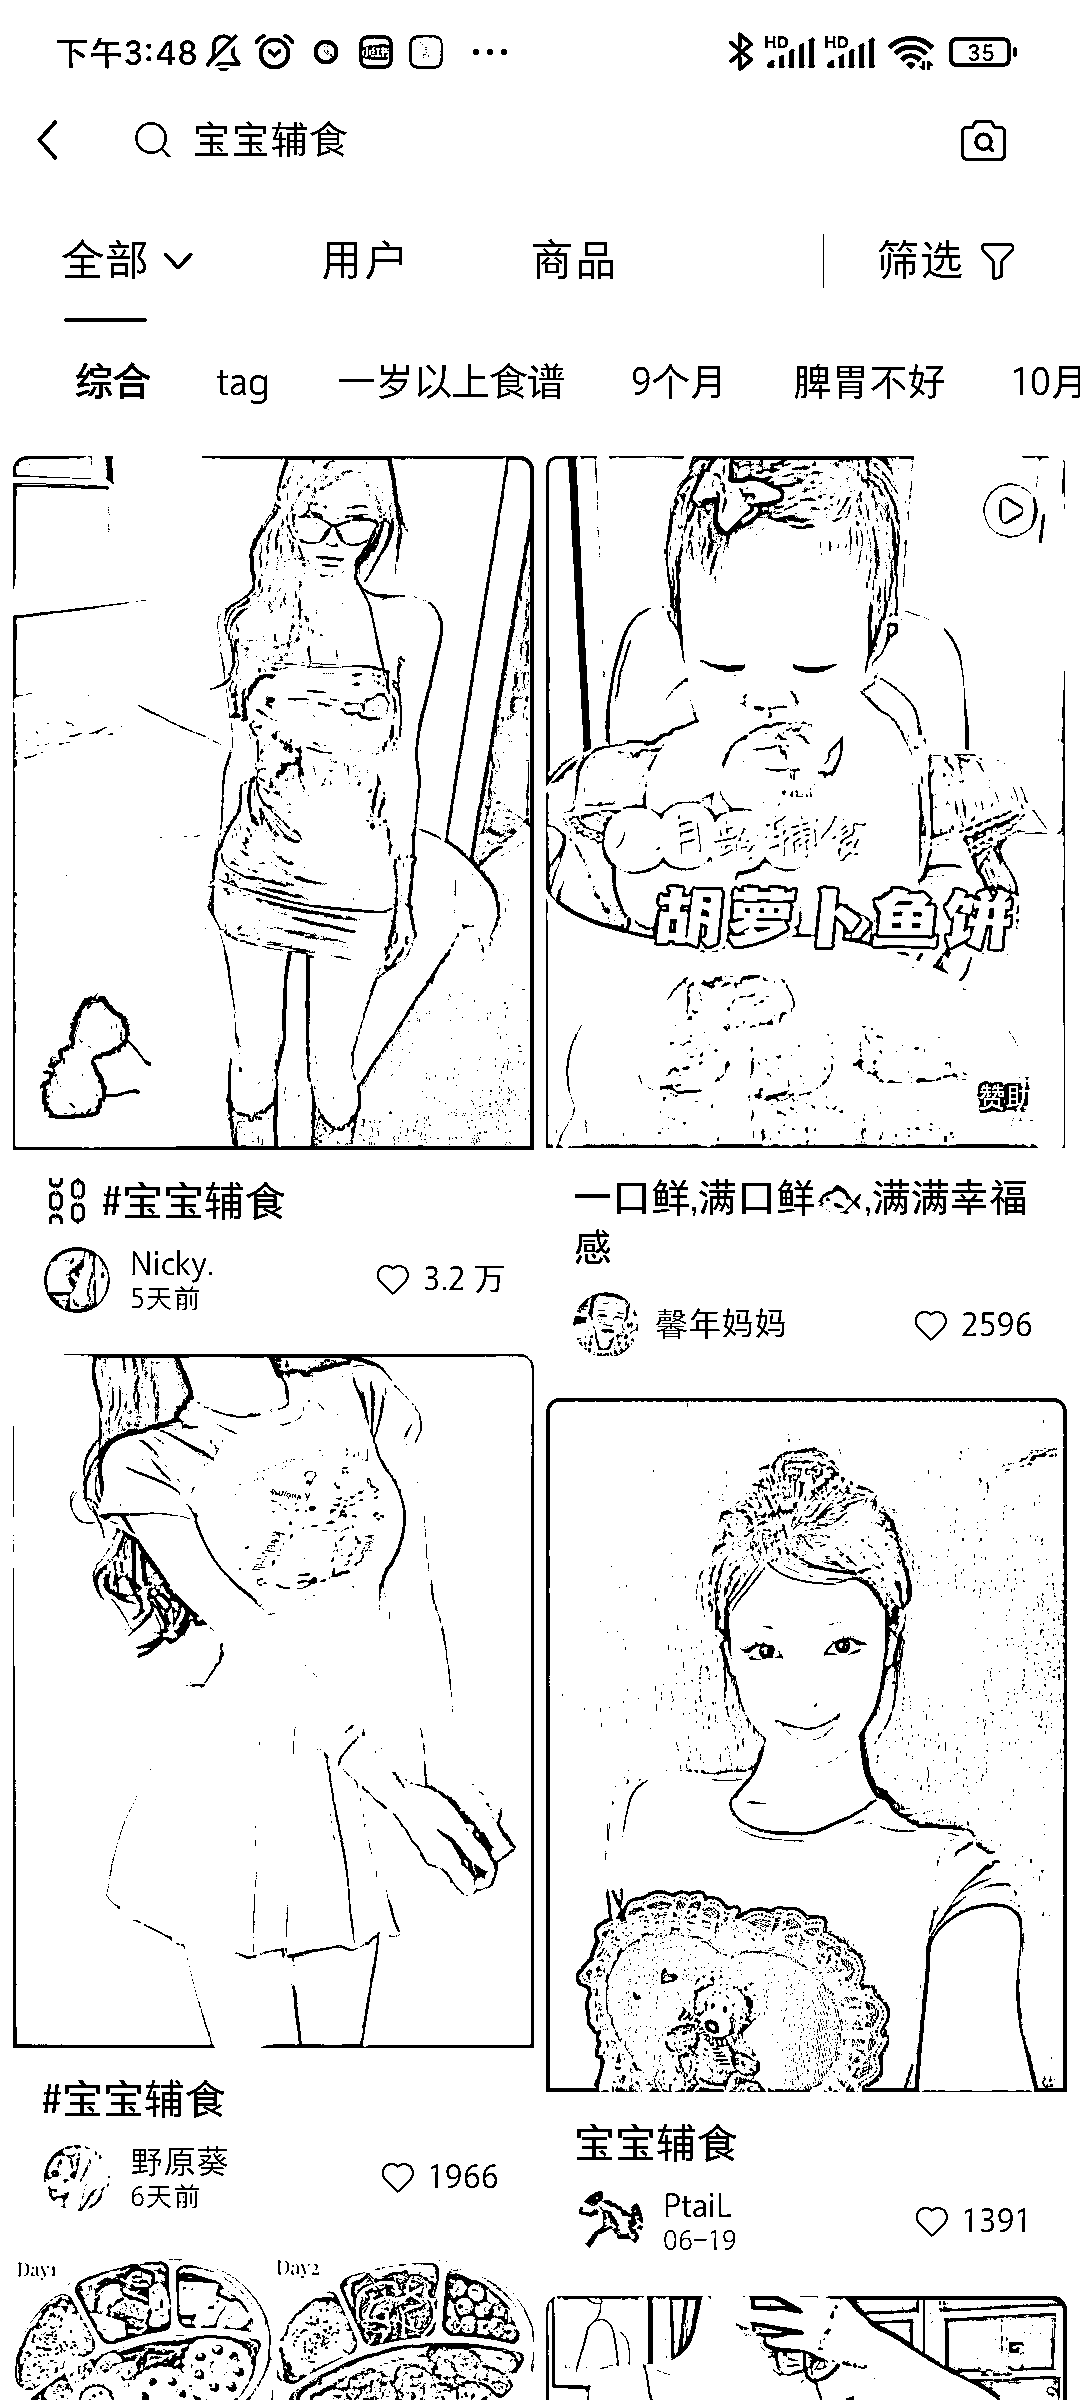 下午3:48
HD
HD
35
宝宝辅食
全部
用户
商品
筛选
综合
tag
一岁以上食谱
9个月
脾胃不好
10月
月宝宝辅食
胡萝卜鱼饼
赞助
#宝宝辅食
Nicky.
5天前
3.2 万
一口鲜,满口鲜,满满幸福
感
馨年妈妈
2596
#宝宝辅食
野原葵
6天前
1966
宝宝辅食
PtaiL
06-19
1391
Day1
Day2